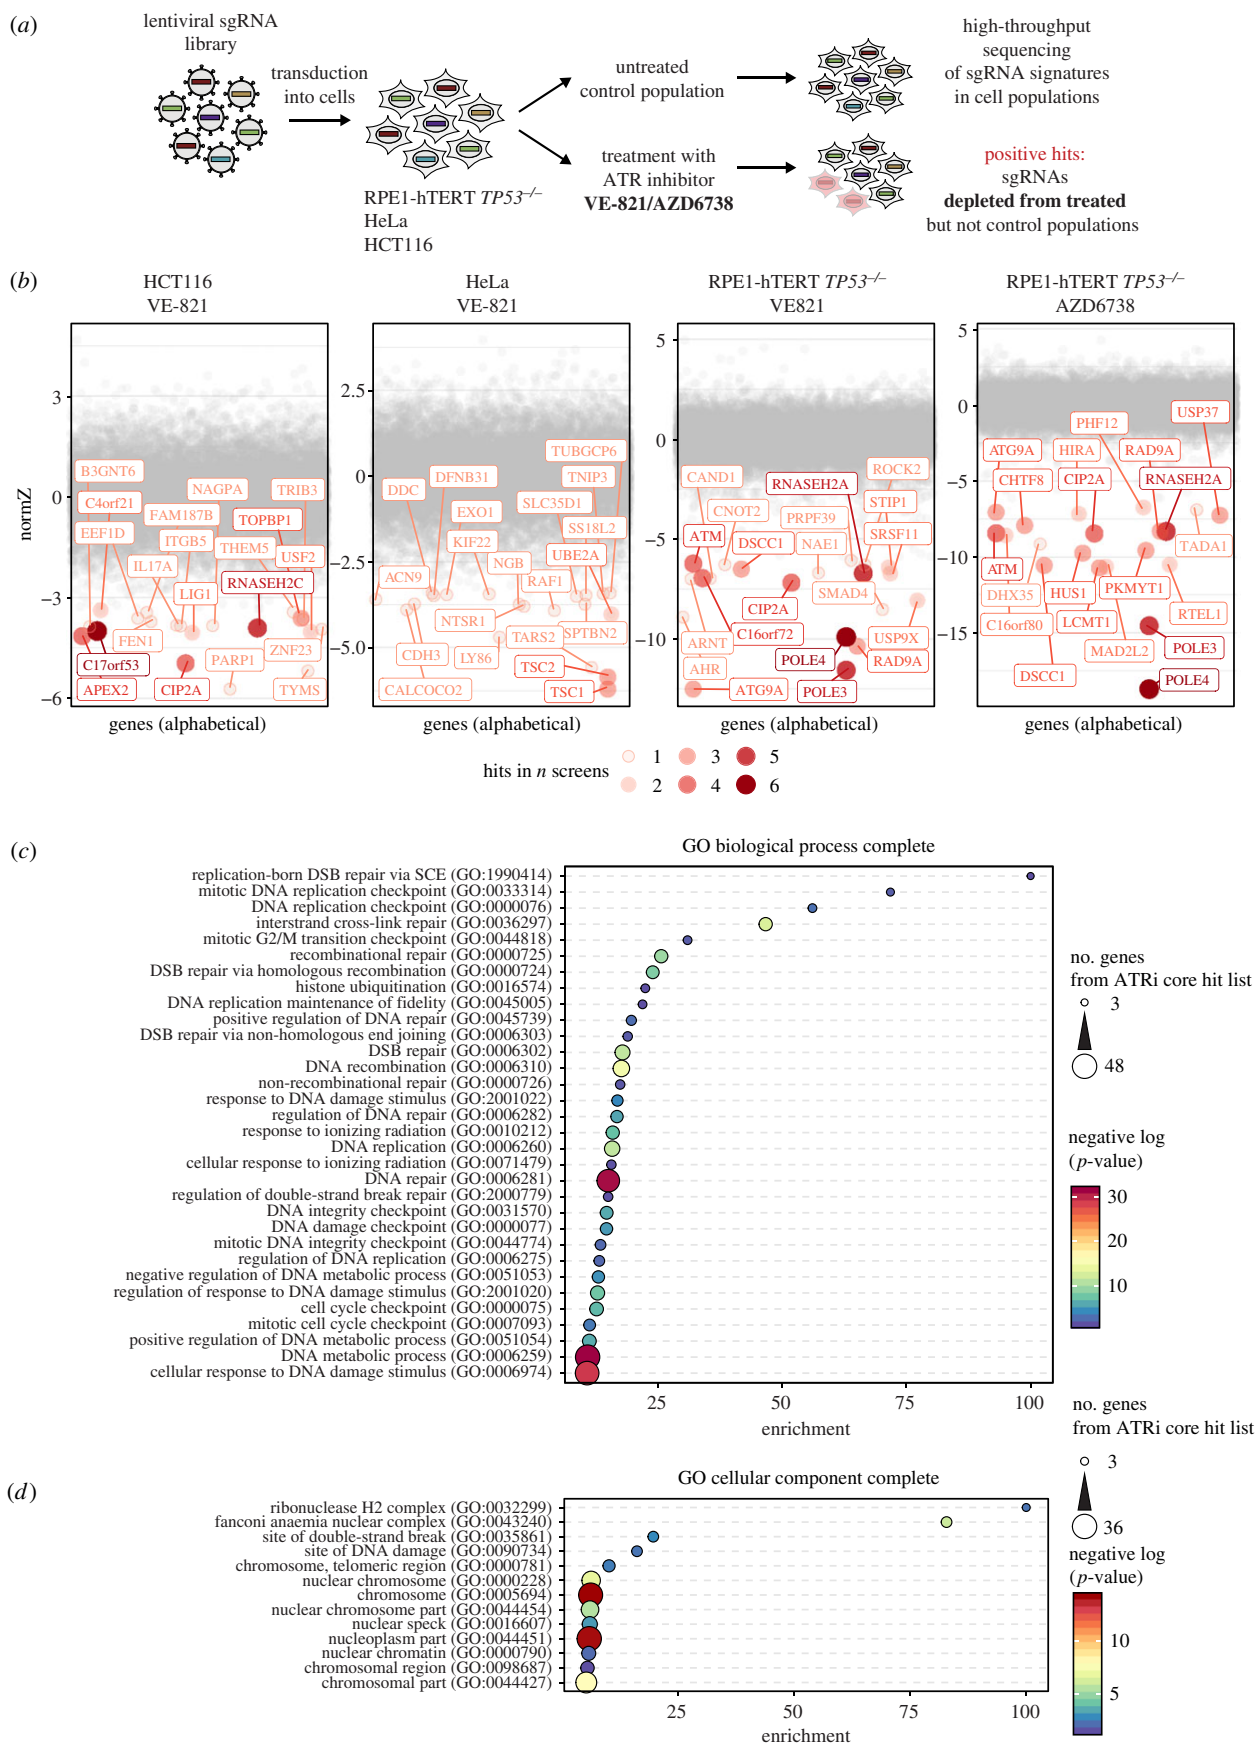 (a)
lentiviral sgRNA
library
transduction
into cells
RPE1-hTERT TP53–/–
HeLa
HCT116
untreated
control population
treatment with
ATR inhibitor
VE-821/AZD6738
high-throughput
sequencing
of sgRNA signatures
in cell populations
positive hits:
sgRNAs
depleted from treated
but not control populations
(b)
HCT116
VE-821
normZ
3
0
−3
−6
B3GNT6
C4orf21
EEF1D
NAGPA
TRIB3
FAM187B
TOPBP1
ITGB5
THEM5
USF2
IL17A
RNASEH2C
LIG1
FEN1
ZNF23
C17orf53
PARP1
APEX2
CIP2A
TYMS
genes (alphabetical)
HeLa
VE-821
2.5
0
−2.5
−5.0
TUBGCP6
DFNB31
TNIP3
DDC
SLC35D1
EXO1
SS18L2
KIF22
UBE2A
NGB
ACN9
RAF1
NTSR1
TARS2
SPTBN2
CDH3
LY86
TSC2
CALCOCO2
TSC1
genes (alphabetical)
RPE1-hTERT TP53–/–
VE821
5
0
−5
−10
CAND1
ROCK2
RNASEH2A
STIP1
CNOT2
PRPF39
ATM
DSCC1
NAE1
SRSF11
SMAD4
CIP2A
C16orf72
ARNT
USP9X
POLE4
RAD9A
AHR
ATG9A
POLE3
genes (alphabetical)
RPE1-hTERT TP53–/–
AZD6738
5
0
−5
−10
−15
USP37
PHF12
ATG9A
HIRA
RAD9A
CHTF8
CIP2A
RNASEH2A
TADA1
ATM
DHX35
HUS1
PKMYT1
RTEL1
C16orf80
LCMT1
MAD2L2
POLE3
DSCC1
POLE4
genes (alphabetical)
hits in n screens
1
3
5
2
4
6
(c)
GO biological process complete
replication-born DSB repair via SCE (GO:1990414)
mitotic DNA replication checkpoint (GO:0033314)
DNA replication checkpoint (GO:0000076)
interstrand cross-link repair (GO:0036297)
mitotic G2/M transition checkpoint (GO:0044818)
recombinational repair (GO:0000725)
DSB repair via homologous recombination (GO:0000724)
histone ubiquitination (GO:0016574)
DNA replication maintenance of fidelity (GO:0045005)
positive regulation of DNA repair (GO:0045739)
DSB repair via non-homologous end joining (GO:0006303)
DSB repair (GO:0006302)
DNA recombination (GO:0006310)
non-recombinational repair (GO:0000726)
response to DNA damage stimulus (GO:2001022)
regulation of DNA repair (GO:0006282)
response to ionizing radiation (GO:0010212)
DNA replication (GO:0006260)
cellular response to ionizing radiation (GO:0071479)
DNA repair (GO:0006281)
regulation of double-strand break repair (GO:2000779)
DNA integrity checkpoint (GO:0031570)
DNA damage checkpoint (GO:0000077)
mitotic DNA integrity checkpoint (GO:0044774)
regulation of DNA replication (GO:0006275)
negative regulation of DNA metabolic process (GO:0051053)
regulation of response to DNA damage stimulus (GO:2001020)
cell cycle checkpoint (GO:0000075)
mitotic cell cycle checkpoint (GO:0007093)
positive regulation of DNA metabolic process (GO:0051054)
DNA metabolic process (GO:0006259)
cellular response to DNA damage stimulus (GO:0006974)
25
50
75
100
enrichment
no. genes
from ATRi core hit list
3
48
negative log
(p-value)
30
20
10
(d)
GO cellular component complete
ribonuclease H2 complex (GO:0032299)
fanconi anaemia nuclear complex (GO:0043240)
site of double-strand break (GO:0035861)
site of DNA damage (GO:0090734)
chromosome, telomeric region (GO:0000781)
nuclear chromosome (GO:0000228)
chromosome (GO:0005694)
nuclear chromosome part (GO:0044454)
nuclear speck (GO:0016607)
nucleoplasm part (GO:0044451)
nuclear chromatin (GO:0000790)
chromosomal region (GO:0098687)
chromosomal part (GO:0044427)
25
50
75
100
enrichment
no. genes
from ATRi core hit list
3
36
negative log
(p-value)
10
5